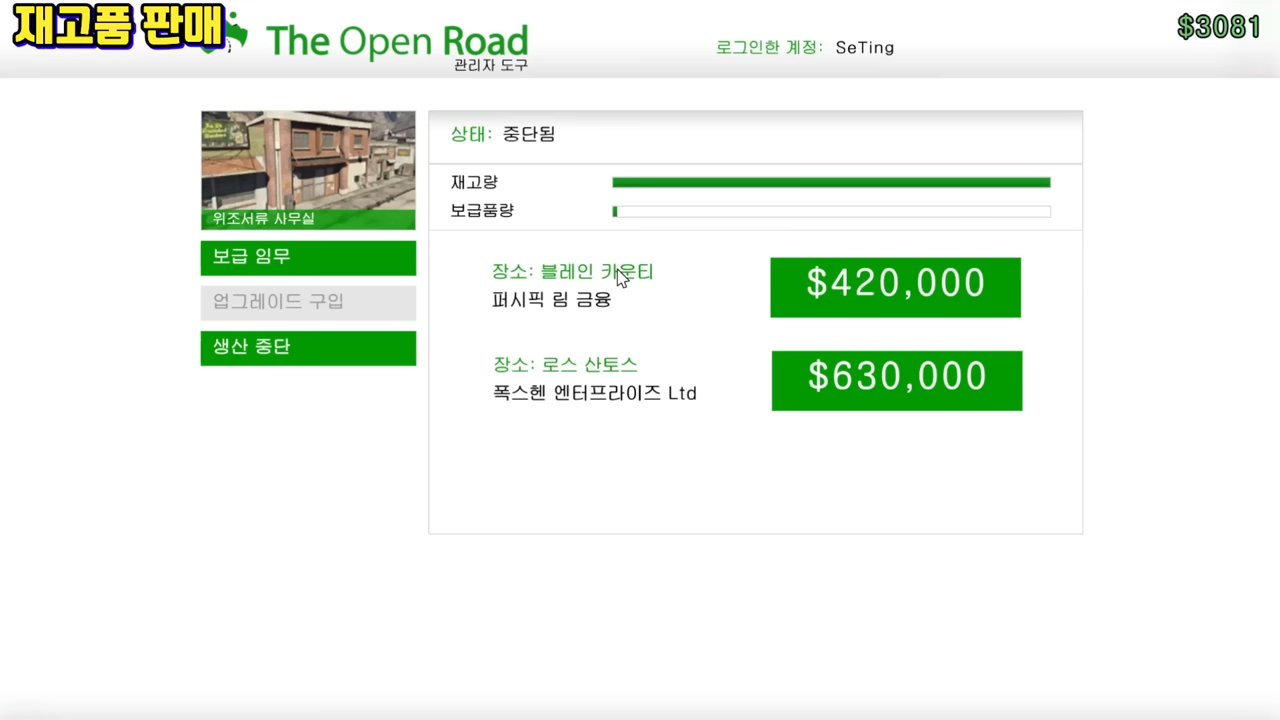 재고품 판매
$3081
The Open Road
관리자 도구
로그인한 계정: SeTing
위조서류 사무실
보급 임무
업그레이드 구입
생산 중단
상태: 중단됨
재고량
보급품량
장소: 블레인 카운티
퍼시픽 림 금융
$420,000
장소: 로스 산토스
폭스헨 엔터프라이즈 Ltd
$630,000